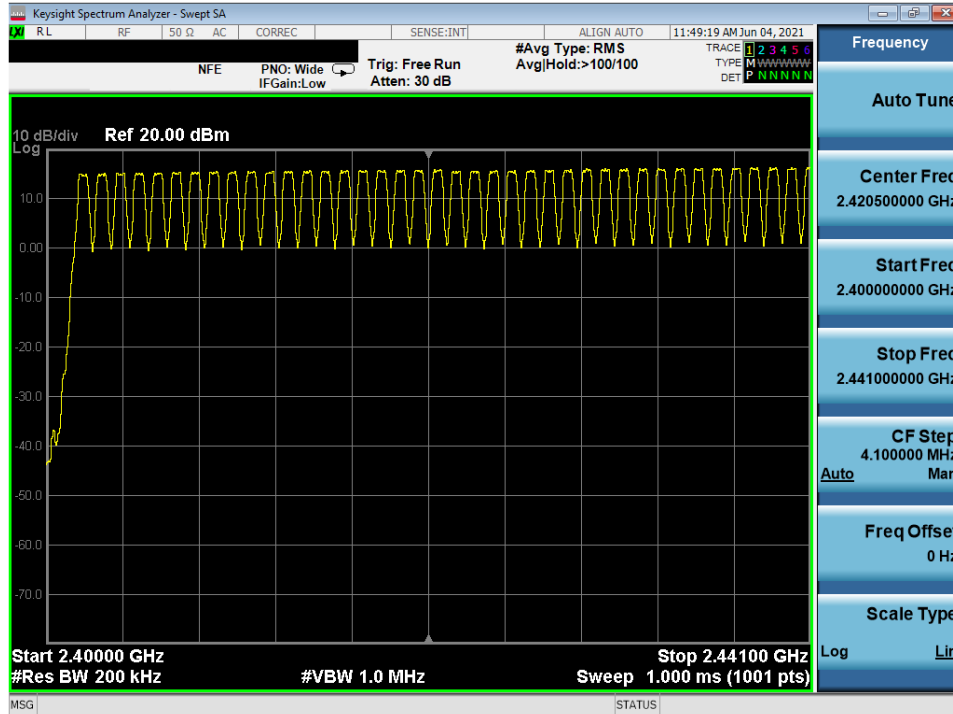 Keysight Spectrum Analyzer - Swept SA
LXI RL RF 50 Ω AC CORREC SENSE:INT ALIGN AUTO 11:49:19 AM Jun 04, 2021
NFE PNO: Wide Trig: Free Run #Avg Type: RMS TRACE 1 2 3 4 5 6
IFGain:Low Atten: 30 dB Avg|Hold:>100/100 TYPE M WWWWW
DET P N N N N N
10 dB/div Ref 20.00 dBm
Log
10.0
0.00
-10.0
-20.0
-30.0
-40.0
-50.0
-60.0
-70.0
Start 2.40000 GHz Stop 2.44100 GHz
#Res BW 200 kHz #VBW 1.0 MHz Sweep 1.000 ms (1001 pts)
MSG STATUS
Frequency
Auto Tune
Center Freq
2.420500000 GHz
Start Freq
2.400000000 GHz
Stop Freq
2.441000000 GHz
CF Step
4.100000 MHz
Auto Man
Freq Offset
0 Hz
Scale Type
Log Lin